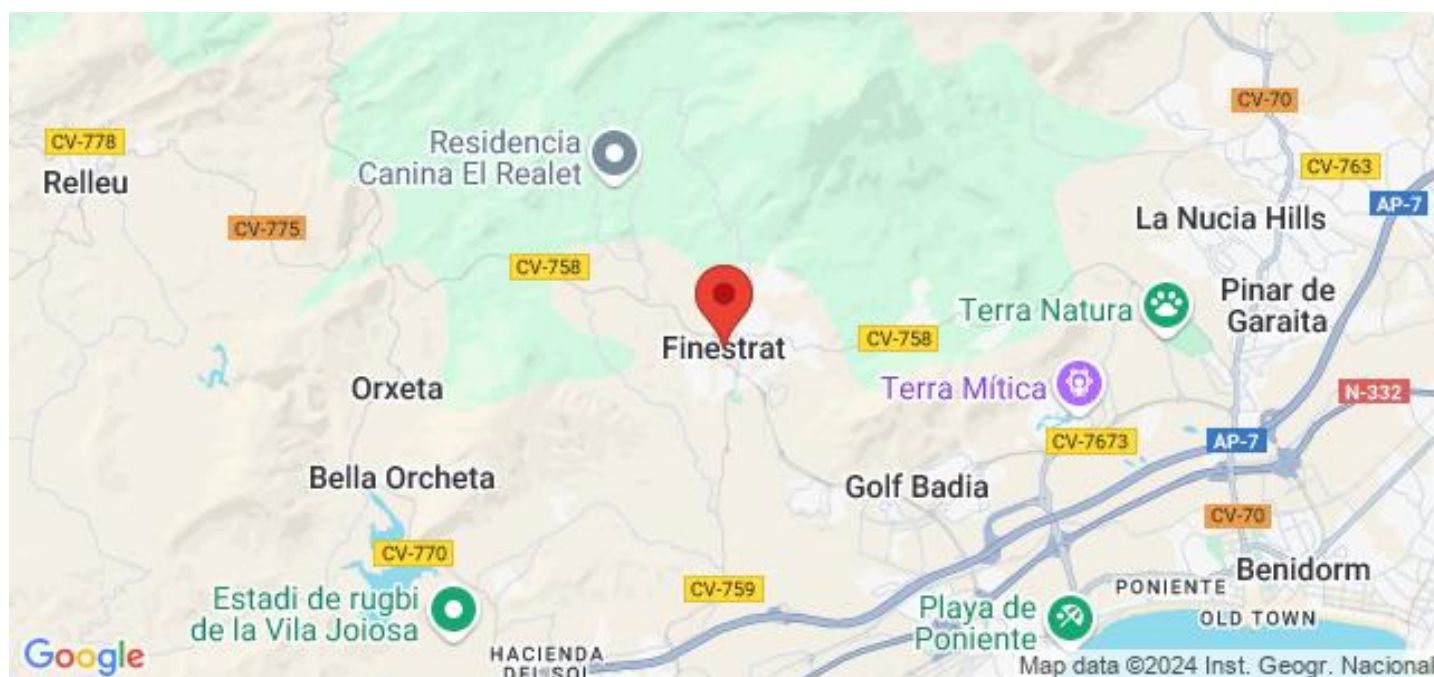 CV-70
CV-778
Residencia
Canina El Realet
CV-763
Relleu
AP-7
La Nucia Hills
CV-775
CV-758
Terra Natura
Pinar de
Garaita
Finestrat
CV-758
Orxeta
Terra Mítica
N-332
CV-7673
AP-7
Bella Orcheta
Golf Badia
CV-70
CV-770
Benidorm
CV-759
PONIENTE
Estadi de rugbi
de la Vila Joiosa
Playa de
Poniente
OLD TOWN
HACIENDA
DEL SOL
Google
Map data ©2024 Inst. Geogr. Nacional